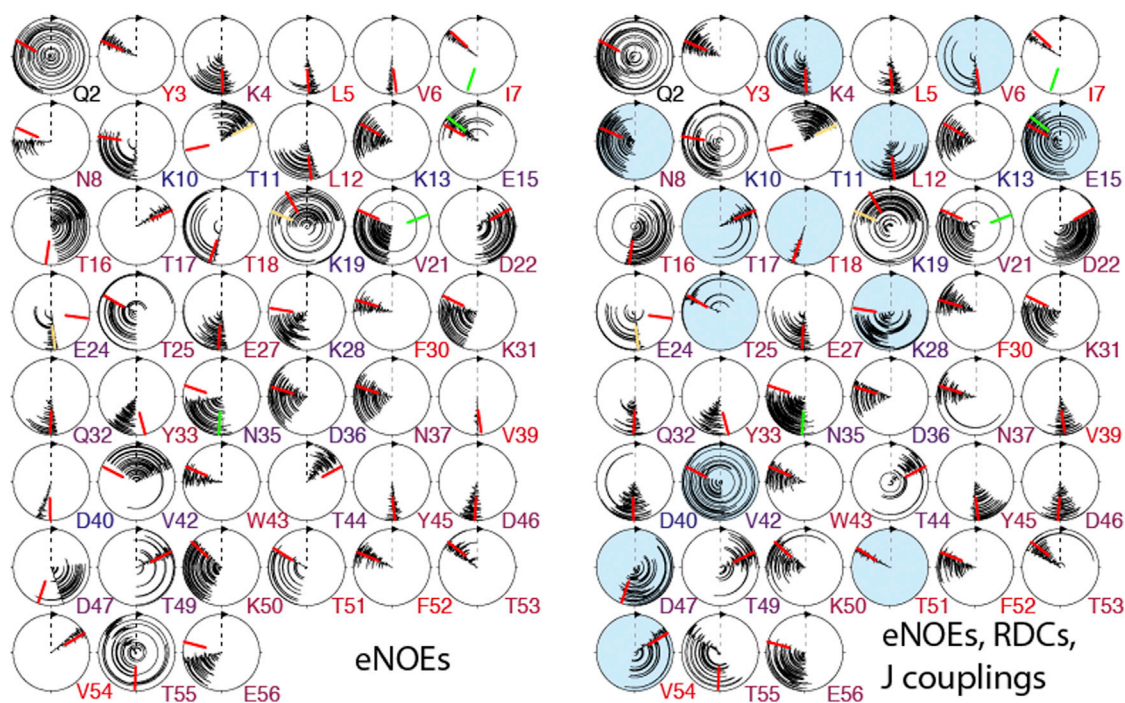 Q2 Y3 K4 L5 V6 I7 Q2 Y3 K4 L5 V6 I7
N8 K10 T11 L12 K13 E15 N8 K10 T11 L12 K13 E15
T16 T17 T18 K19 V21 D22 T16 T17 T18 K19 V21 D22
E24 T25 E27 K28 F30 K31 E24 T25 E27 K28 F30 K31
Q32 Y33 N35 D36 N37 V39 Q32 Y33 N35 D36 N37 V39
D40 V42 W43 T44 Y45 D46 D40 V42 W43 T44 Y45 D46
D47 T49 K50 T51 F52 T53 D47 T49 K50 T51 F52 T53
eNOEs eNOEs, RDCs,
J couplings
V54 T55 E56 V54 T55 E56